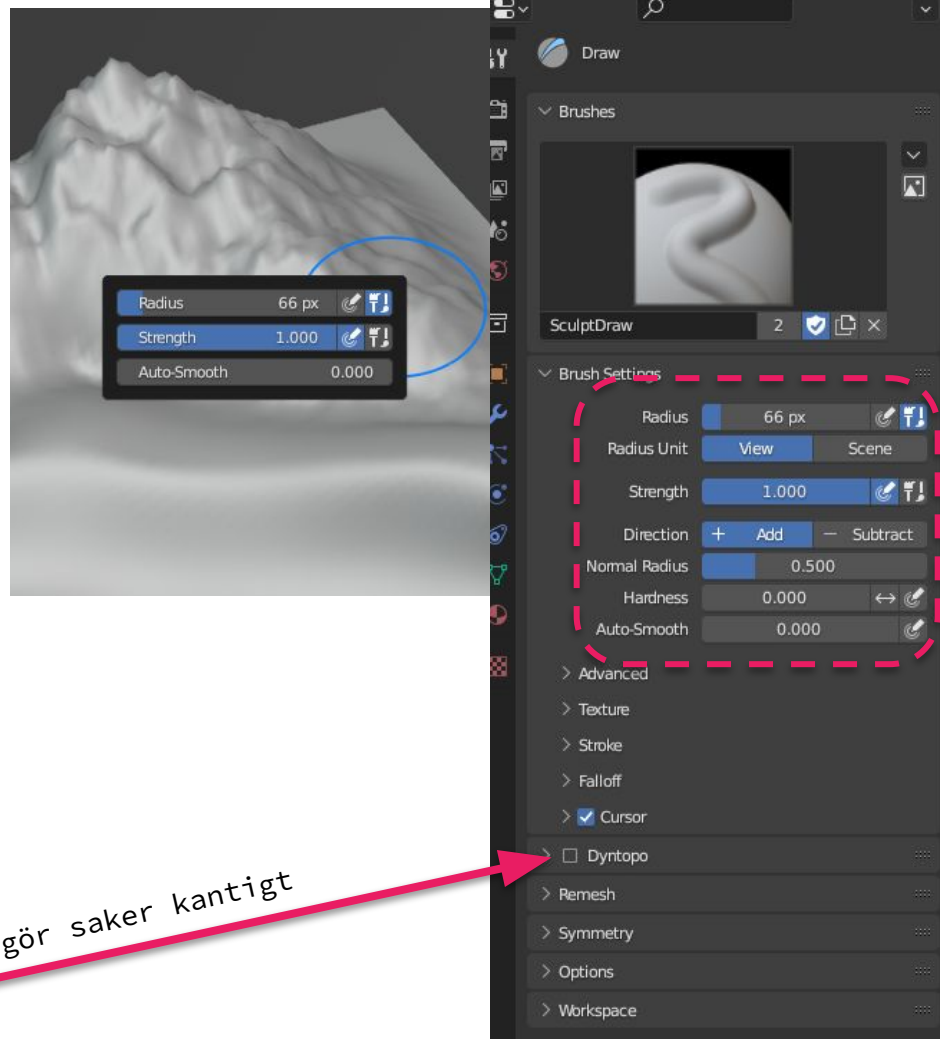 Radius 66 px
Strength 1.000
Auto-Smooth 0.000
gör saker kantigt
Draw
Brushes
SculptDraw 2
Brush Settings
Radius 66 px
Radius Unit View Scene
Strength 1.000
Direction + Add − Subtract
Normal Radius 0.500
Hardness 0.000
Auto-Smooth 0.000
Advanced
Texture
Stroke
Falloff
Cursor
Dyntopo
Remesh
Symmetry
Options
Workspace